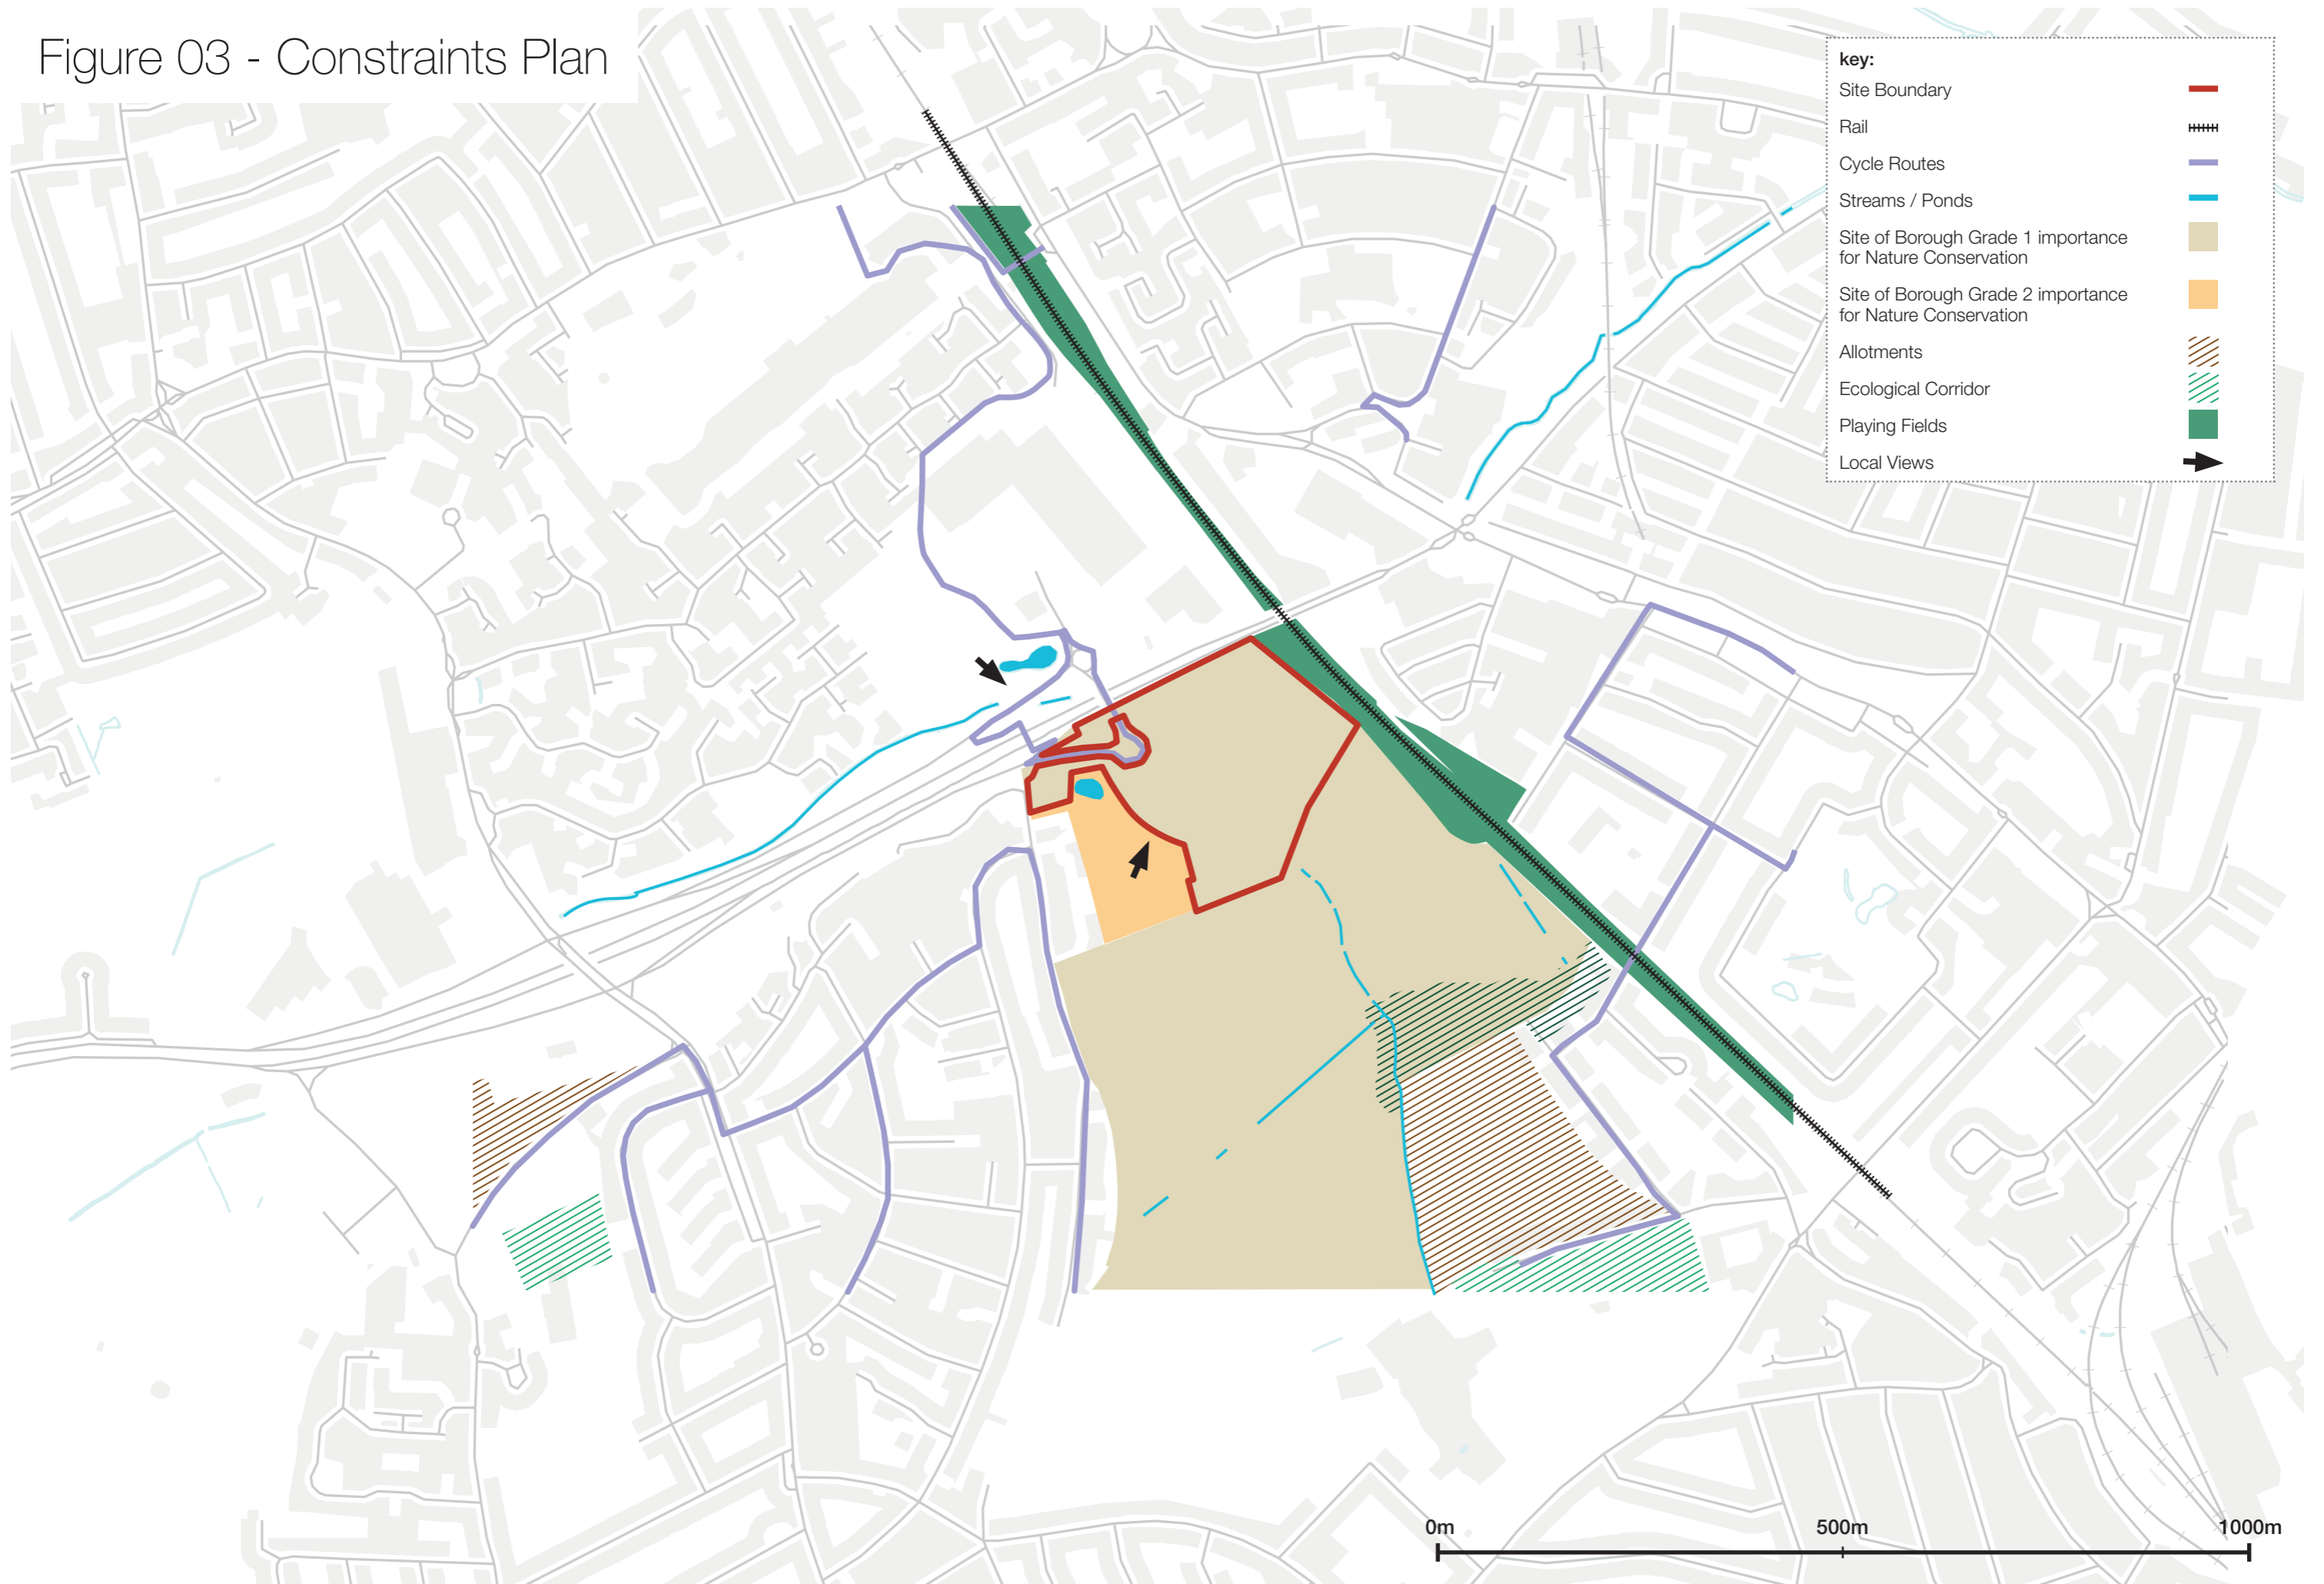 Figure 03 - Constraints Plan
key:
Site Boundary
Rail
Cycle Routes
Streams / Ponds
Site of Borough Grade 1 importance
for Nature Conservation
Site of Borough Grade 2 importance
for Nature Conservation
Allotments
Ecological Corridor
Playing Fields
Local Views
0m
500m
1000m